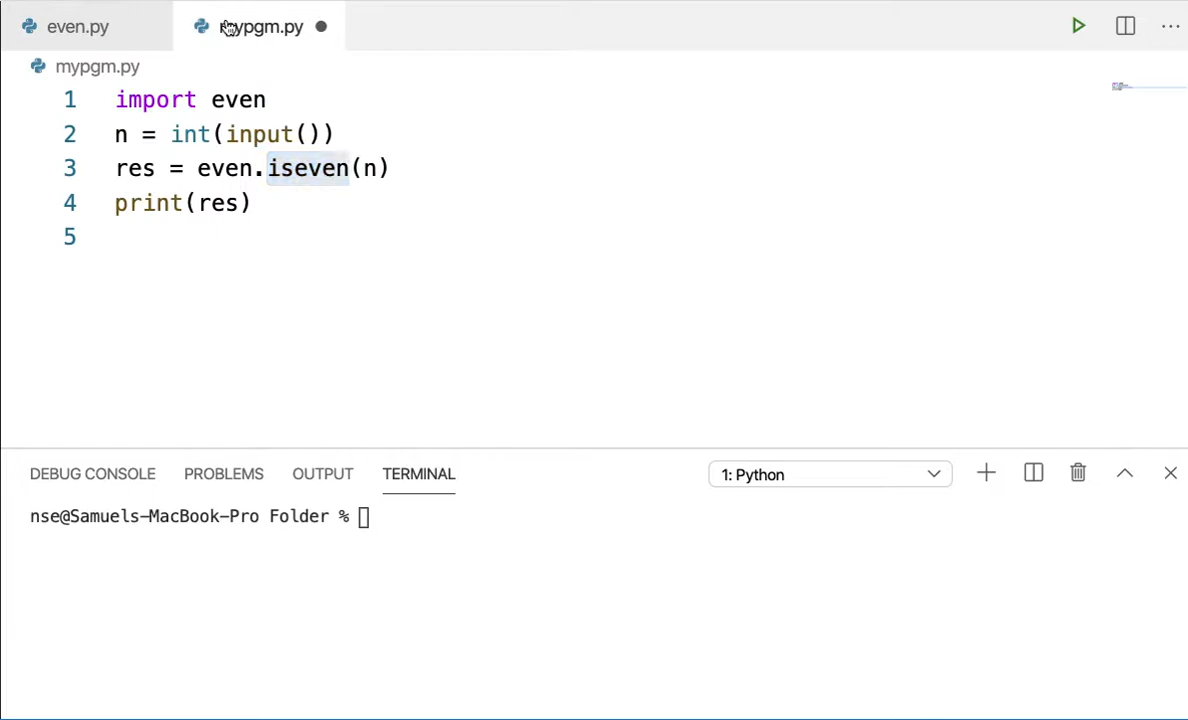 even.py
mypgm.py
mypgm.py
1 import even
2 n = int(input())
3 res = even.iseven(n)
4 print(res)
5
DEBUG CONSOLE PROBLEMS OUTPUT TERMINAL 1: Python
nse@Samuels-MacBook-Pro Folder %